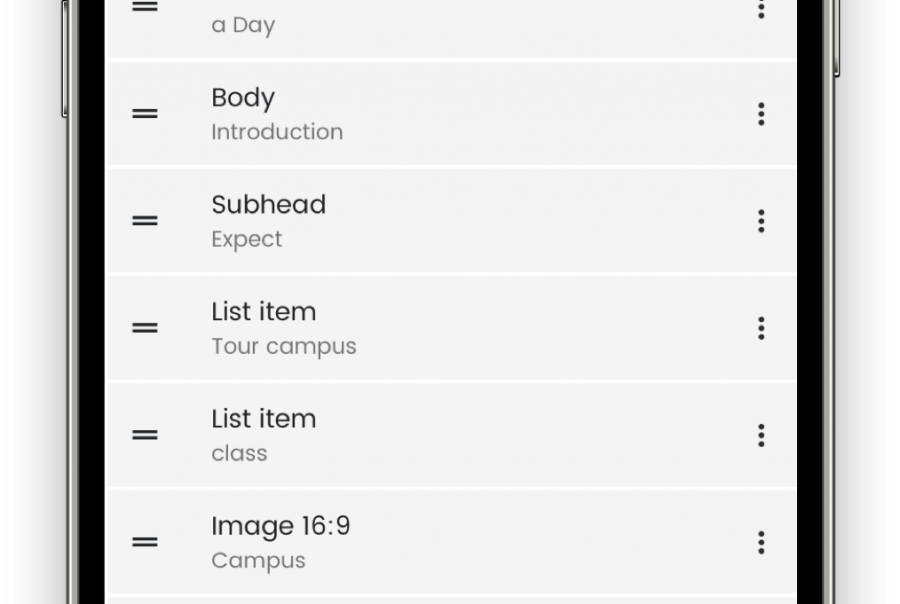 a Day
Body
Introduction
Subhead
Expect
List item
Tour campus
List item
class
Image 16:9
Campus